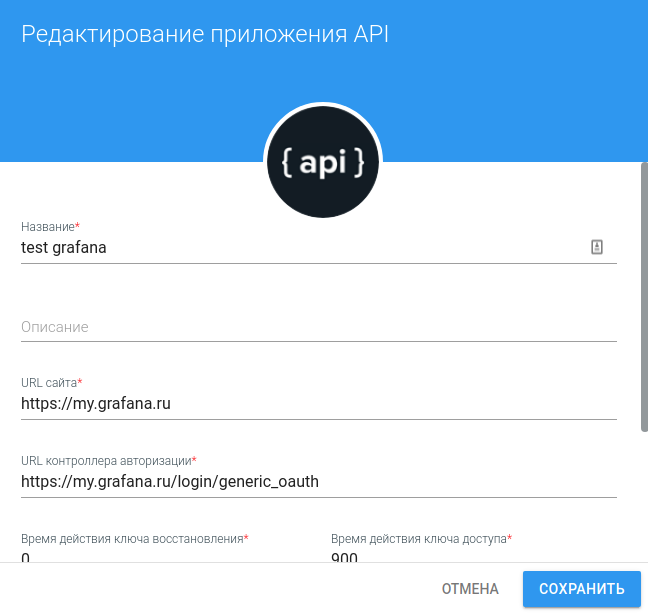 Редактирование приложения API
{ api }
Название*
test grafana
Описание
URL сайта*
https://my.grafana.ru
URL контроллера авторизации*
https://my.grafana.ru/login/generic_oauth
Время действия ключа восстановления* Время действия ключа доступа*
0 900
ОТМЕНА СОХРАНИТЬ